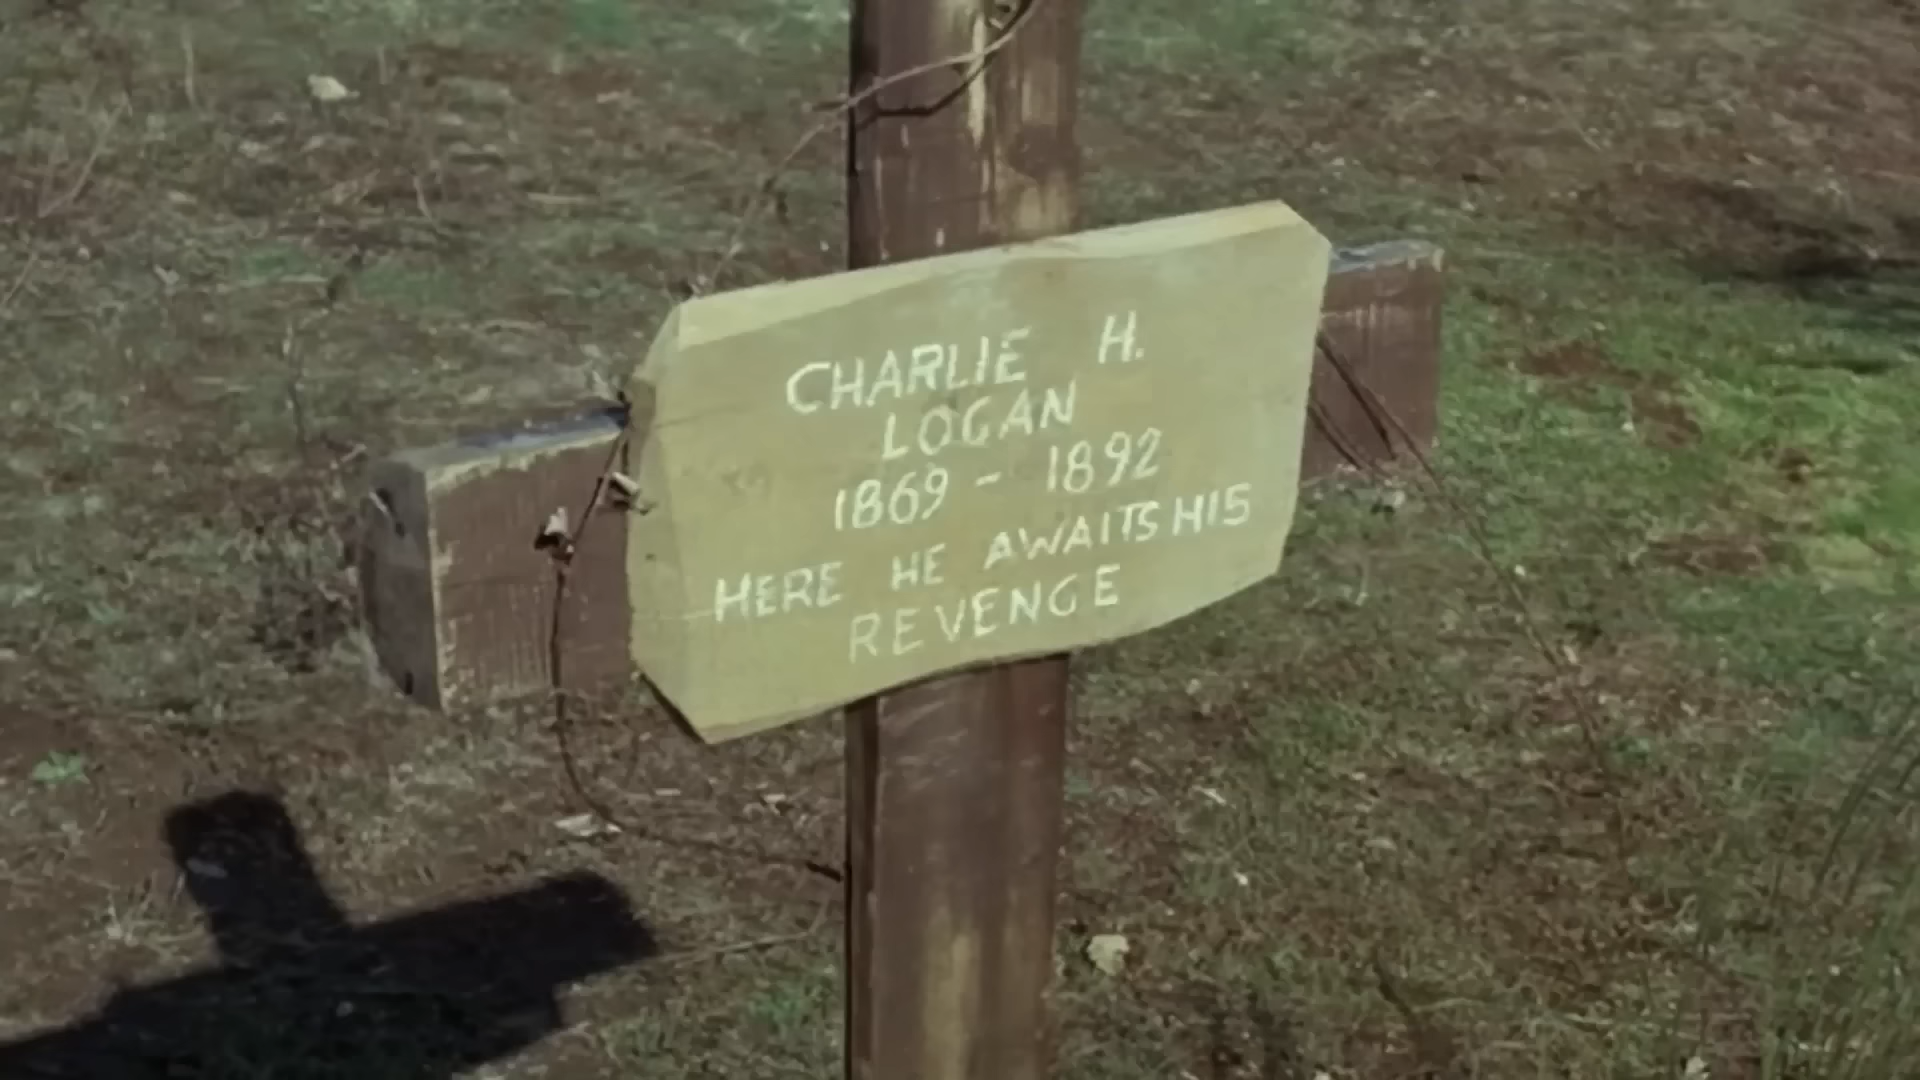 CHARLIE H.
LOGAN
1869 - 1892
HERE HE AWAITS HIS
REVENGE